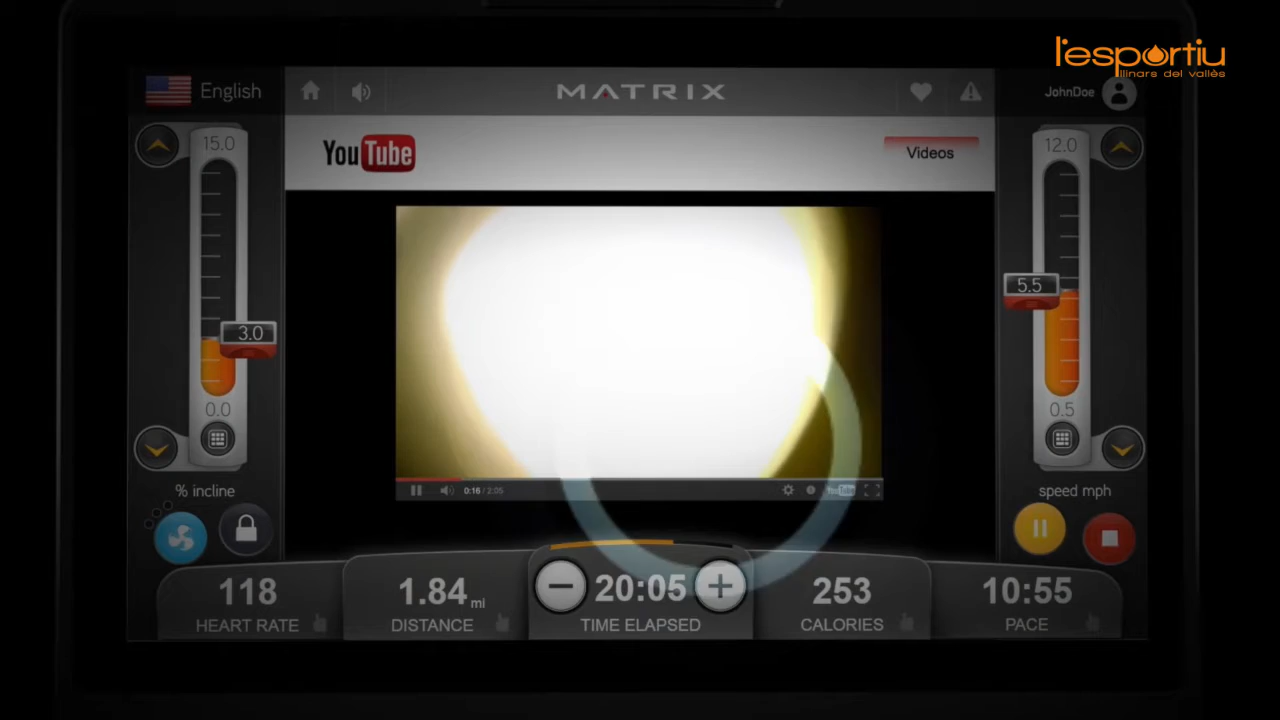 l'esportiu
llinars del vallès
English
MATRIX
JohnDoe
15.0
YouTube
Videos
12.0
3.0
5.5
0.0
0.5
% incline
0:16 / 2:05
YouTube
speed mph
118
HEART RATE
1.84 mi
DISTANCE
20:05
TIME ELAPSED
253
CALORIES
10:55
PACE